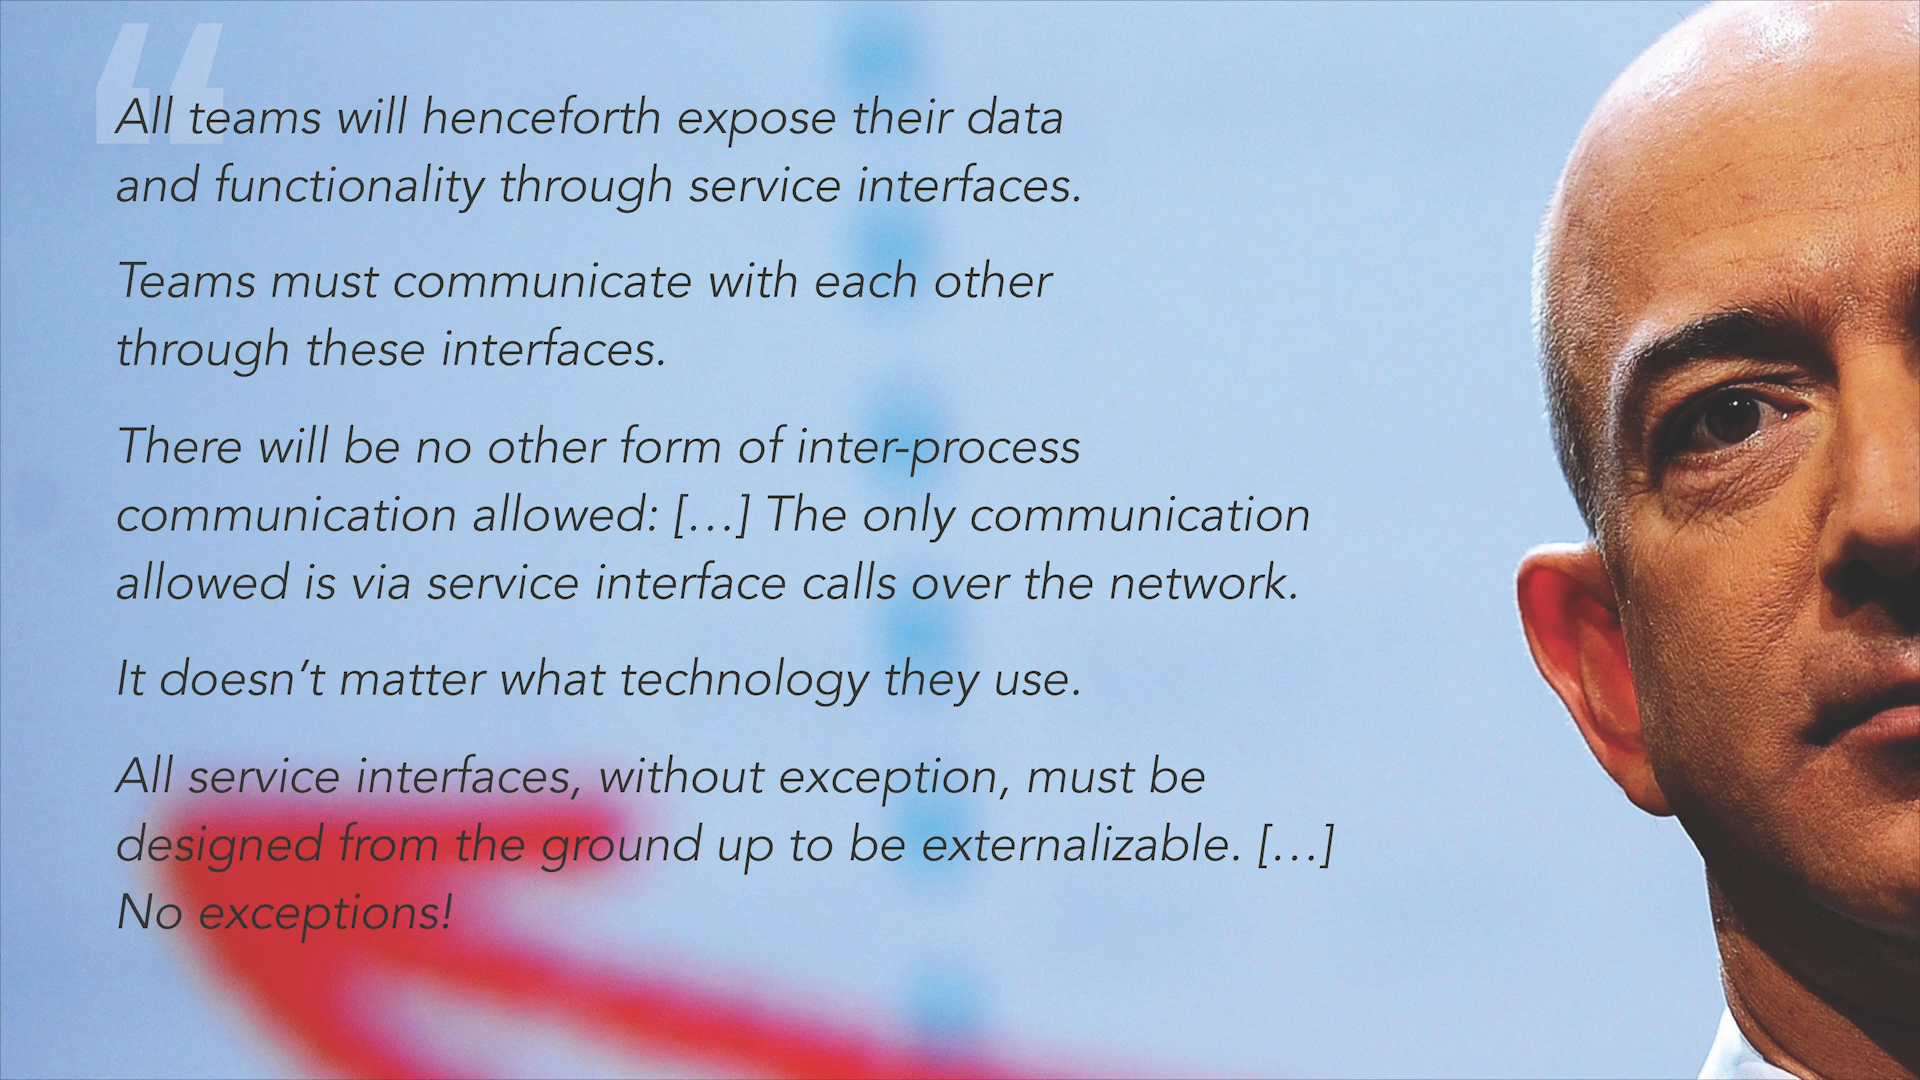 “
All teams will henceforth expose their data
and functionality through service interfaces.
Teams must communicate with each other
through these interfaces.
There will be no other form of inter-process
communication allowed: […] The only communication
allowed is via service interface calls over the network.
It doesn’t matter what technology they use.
All service interfaces, without exception, must be
designed from the ground up to be externalizable. […]
No exceptions!